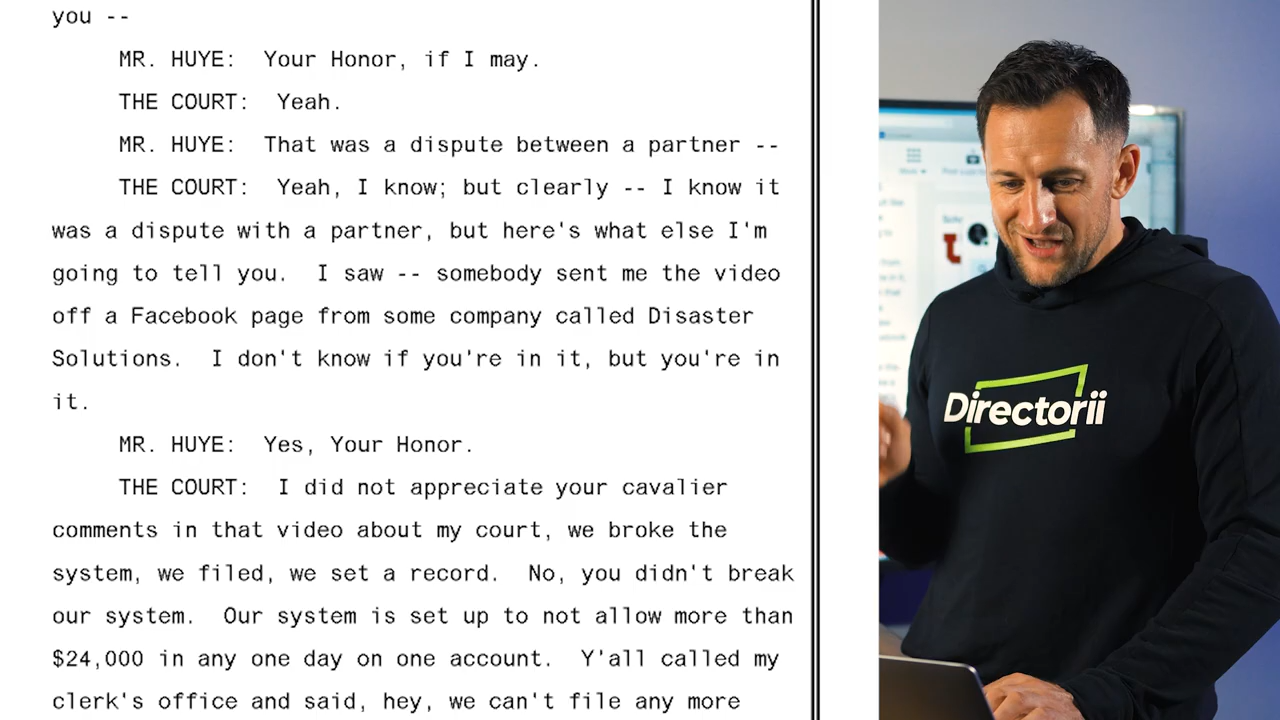 you --
MR. HUYE: Your Honor, if I may.
THE COURT: Yeah.
MR. HUYE: That was a dispute between a partner --
THE COURT: Yeah, I know; but clearly -- I know it
was a dispute with a partner, but here's what else I'm
going to tell you. I saw -- somebody sent me the video
off a Facebook page from some company called Disaster
Solutions. I don't know if you're in it, but you're in
it.
MR. HUYE: Yes, Your Honor.
THE COURT: I did not appreciate your cavalier
comments in that video about my court, we broke the
system, we filed, we set a record. No, you didn't break
our system. Our system is set up to not allow more than
$24,000 in any one day on one account. Y'all called my
clerk's office and said, hey, we can't file any more
Directorii